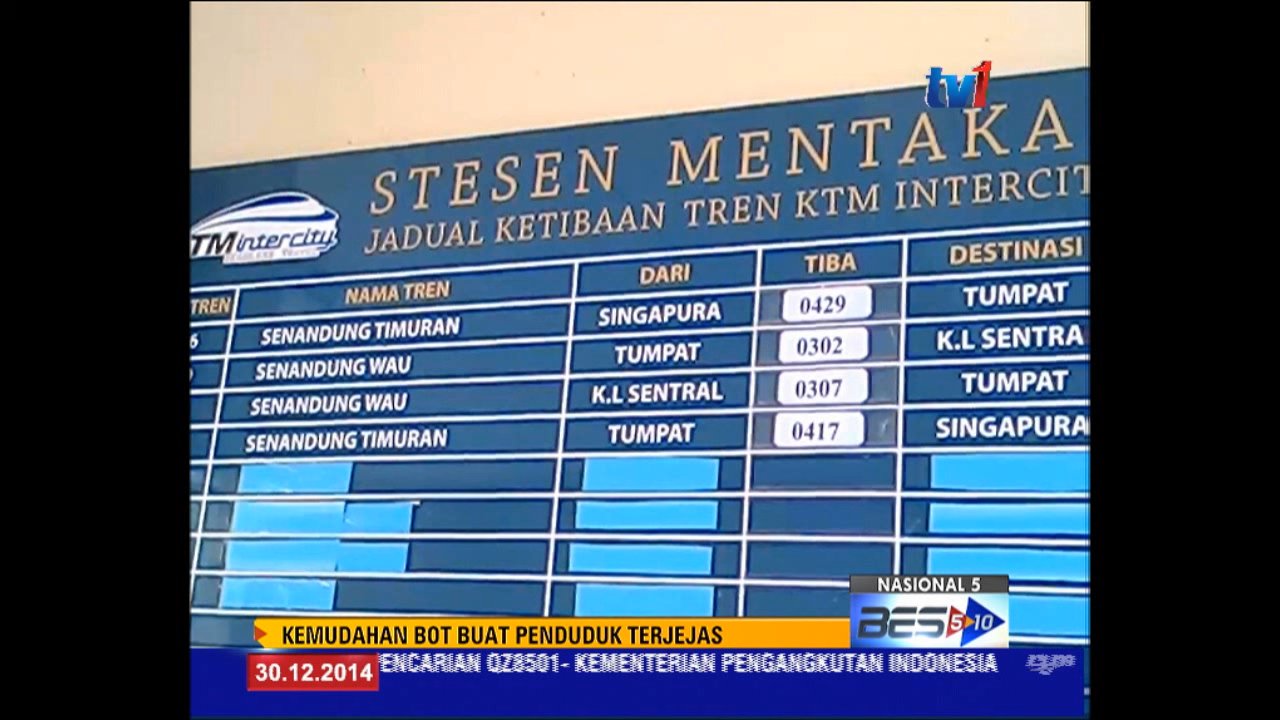 tv1
STESEN MENTAKA
JADUAL KETIBAAN TREN KTM INTERCIT
TMintercity
TREN NAMA TREN DARI TIBA DESTINASI
6 SENANDUNG TIMURAN SINGAPURA 0429 TUMPAT
SENANDUNG WAU TUMPAT 0302 K.L SENTRA
SENANDUNG WAU K.L SENTRAL 0307 TUMPAT
SENANDUNG TIMURAN TUMPAT 0417 SINGAPURA
NASIONAL 5
BES 5 10
KEMUDAHAN BOT BUAT PENDUDUK TERJEJAS
30.12.2014 ENCARIAN QZ8501- KEMENTERIAN PENGANGKUTAN INDONESIA